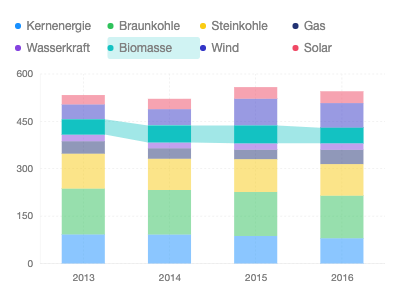 Kernenergie Braunkohle Steinkohle Gas
Wasserkraft Biomasse Wind Solar
600
450
300
150
0
2013 2014 2015 2016